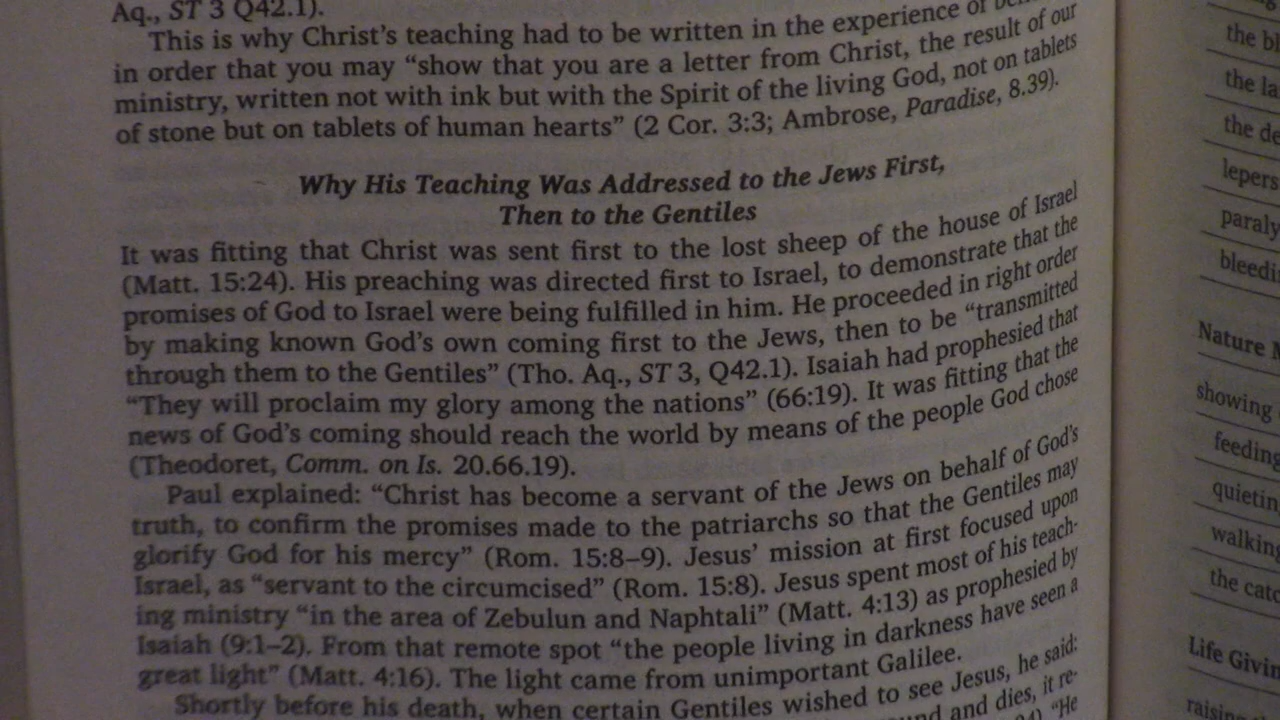 Aq., ST 3 Q42.1).
This is why Christ's teaching had to be written in the experience of
in order that you may "show that you are a letter from Christ, the result of our
ministry, written not with ink but with the Spirit of the living God, not on tablets
of stone but on tablets of human hearts" (2 Cor. 3:3; Ambrose, Paradise, 8.39).
Why His Teaching Was Addressed to the Jews First,
Then to the Gentiles
It was fitting that Christ was sent first to the lost sheep of the house of Israel
(Matt. 15:24). His preaching was directed first to Israel, to demonstrate that the
promises of God to Israel were being fulfilled in him. He proceeded in right order
by making known God's own coming first to the Jews, then to be "transmitted
through them to the Gentiles" (Tho. Aq., ST 3, Q42.1). Isaiah had prophesied that
"They will proclaim my glory among the nations" (66:19). It was fitting that the
news of God's coming should reach the world by means of the people God chose
(Theodoret, Comm. on Is. 20.66.19).
Paul explained: "Christ has become a servant of the Jews on behalf of God's
truth, to confirm the promises made to the patriarchs so that the Gentiles may
glorify God for his mercy" (Rom. 15:8–9). Jesus' mission at first focused upon
Israel, as "servant to the circumcised" (Rom. 15:8). Jesus spent most of his teach-
ing ministry "in the area of Zebulun and Naphtali" (Matt. 4:13) as prophesied by
Isaiah (9:1–2). From that remote spot "the people living in darkness have seen a
great light" (Matt. 4:16). The light came from unimportant Galilee.
Shortly before his death, when certain Gentiles wished to see Jesus, he said:
and dies, it re-
"He
the
the
the
lepers
bleedi
Nature
showing
feeding
walking
the
Life